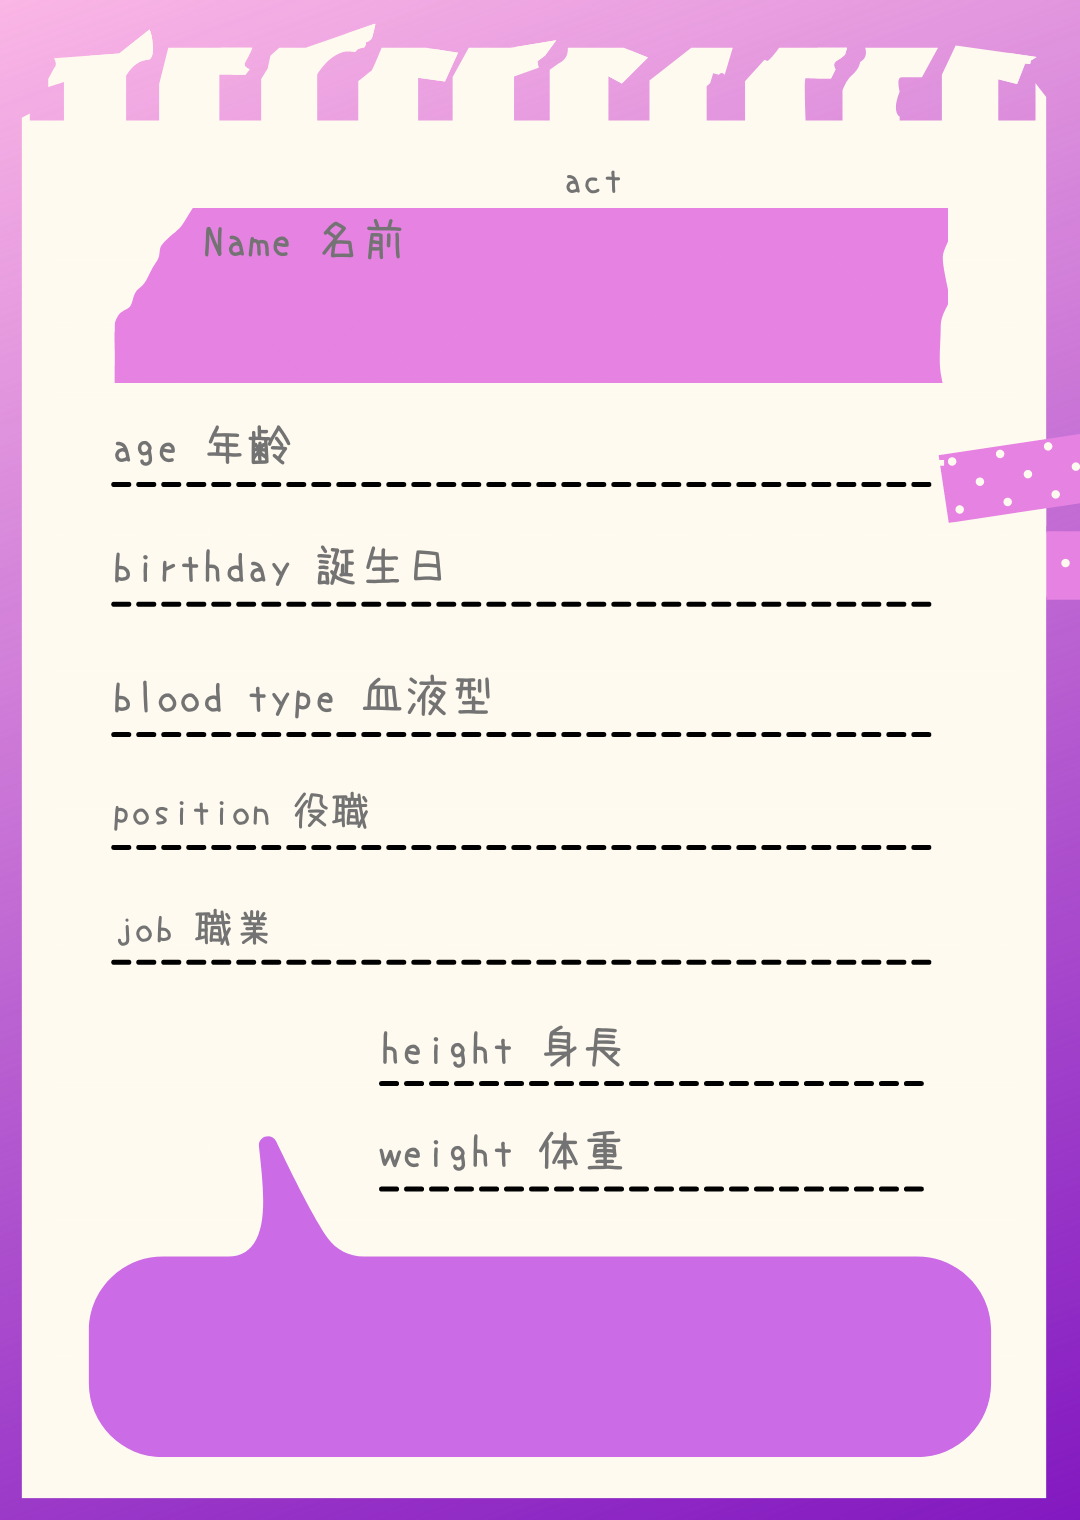 act
Name 名前
age 年齢
birthday 誕生日
blood type 血液型
position 役職
job 職業
height 身長
weight 体重